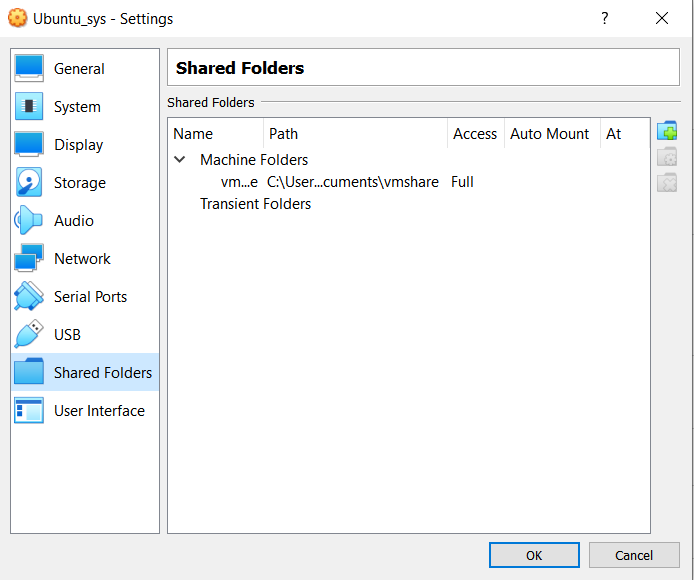 Ubuntu_sys - Settings
?
General
System
Display
Storage
Audio
Network
Serial Ports
USB
Shared Folders
User Interface
Shared Folders
Shared Folders
Name Path Access Auto Mount At
Machine Folders
vm...e C:\User...cuments\vmshare Full
Transient Folders
OK Cancel